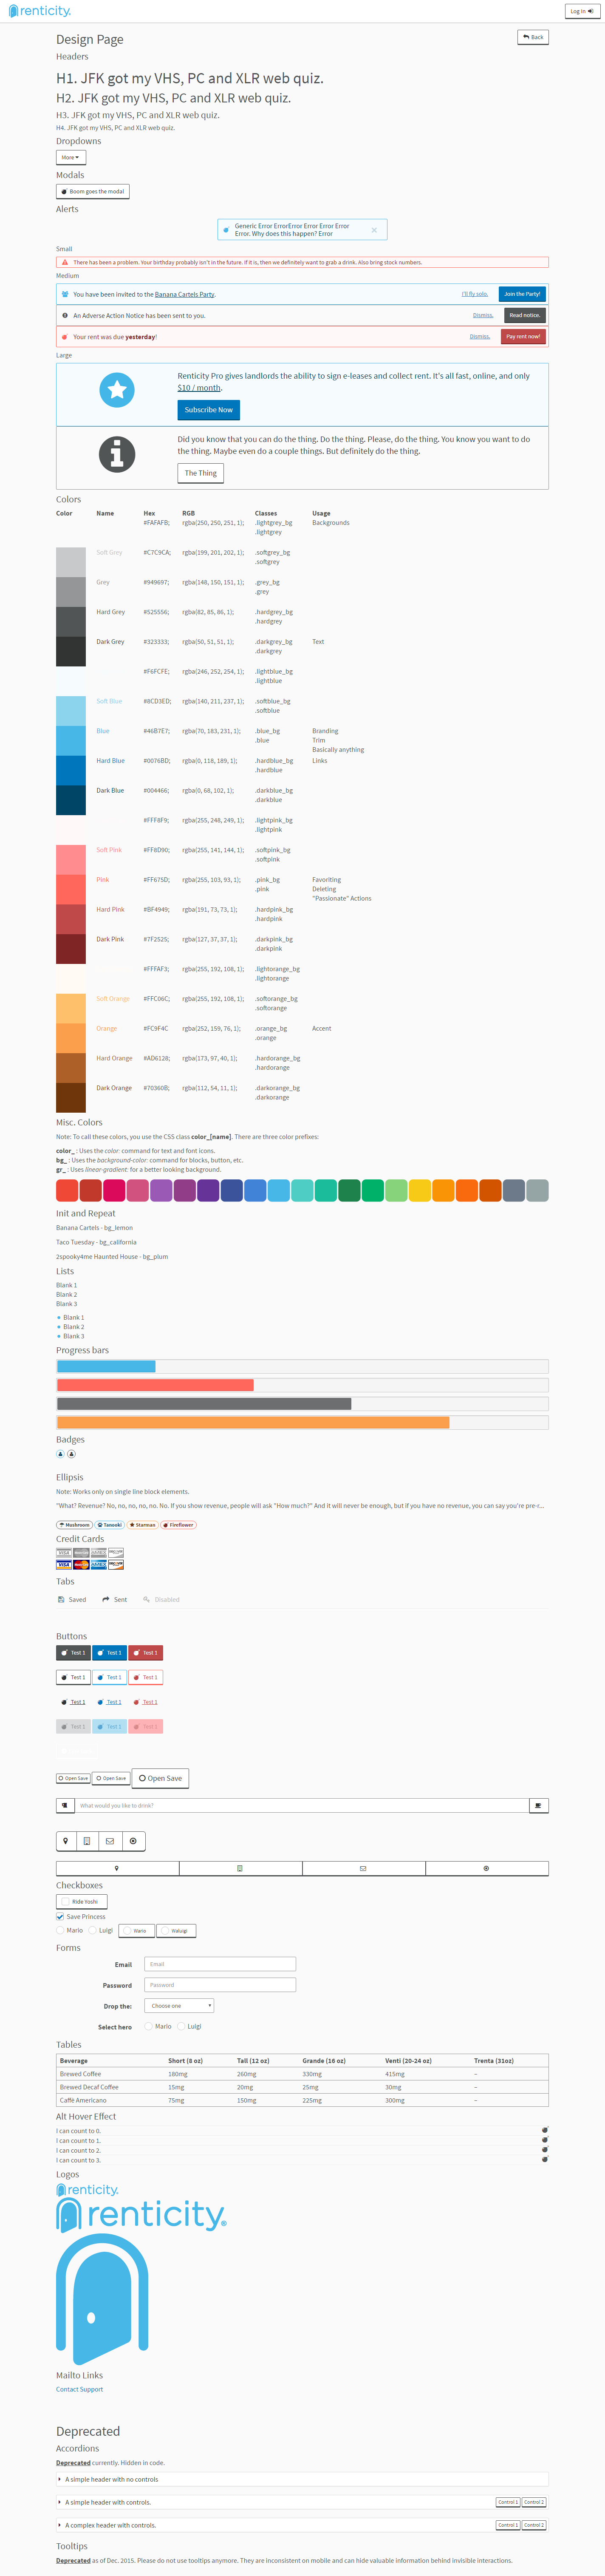 renticity.
Log In
Design Page
Back
Headers
H1. JFK got my VHS, PC and XLR web quiz.
H2. JFK got my VHS, PC and XLR web quiz.
H3. JFK got my VHS, PC and XLR web quiz.
H4. JFK got my VHS, PC and XLR web quiz.
Dropdowns
More
Modals
Boom goes the modal
Alerts
Generic Error ErrorError Error Error Error
Error. Why does this happen? Error
Small
There has been a problem. Your birthday probably isn't in the future. If it is, then we definitely want to grab a drink. Also bring stock numbers.
Medium
You have been invited to the Banana Cartels Party. I'll fly solo. Join the Party!
An Adverse Action Notice has been sent to you. Dismiss. Read notice.
Your rent was due yesterday! Dismiss. Pay rent now!
Large
Renticity Pro gives landlords the ability to sign e-leases and collect rent. It's all fast, online, and only
$10 / month.
Subscribe Now
Did you know that you can do the thing. Do the thing. Please, do the thing. You know you want to do
the thing. Maybe even do a couple things. But definitely do the thing.
The Thing
Colors
Color Name Hex RGB Classes Usage
#FAFAFB; rgba(250, 250, 251, 1); .lightgrey_bg Backgrounds
.lightgrey
Soft Grey #C7C9CA; rgba(199, 201, 202, 1); .softgrey_bg
.softgrey
Grey #949697; rgba(148, 150, 151, 1); .grey_bg
.grey
Hard Grey #525556; rgba(82, 85, 86, 1); .hardgrey_bg
.hardgrey
Dark Grey #323333; rgba(50, 51, 51, 1); .darkgrey_bg Text
.darkgrey
#F6FCFE; rgba(246, 252, 254, 1); .lightblue_bg
.lightblue
Soft Blue #8CD3ED; rgba(140, 211, 237, 1); .softblue_bg
.softblue
Blue #46B7E7; rgba(70, 183, 231, 1); .blue_bg Branding
.blue Trim
Basically anything
Hard Blue #0076BD; rgba(0, 118, 189, 1); .hardblue_bg Links
.hardblue
Dark Blue #004466; rgba(0, 68, 102, 1); .darkblue_bg
.darkblue
#FFF8F9; rgba(255, 248, 249, 1); .lightpink_bg
.lightpink
Soft Pink #FF8D90; rgba(255, 141, 144, 1); .softpink_bg
.softpink
Pink #FF675D; rgba(255, 103, 93, 1); .pink_bg Favoriting
.pink Deleting
"Passionate" Actions
Hard Pink #BF4949; rgba(191, 73, 73, 1); .hardpink_bg
.hardpink
Dark Pink #7F2525; rgba(127, 37, 37, 1); .darkpink_bg
.darkpink
#FFFAF3; rgba(255, 192, 108, 1); .lightorange_bg
.lightorange
Soft Orange #FFC06C; rgba(255, 192, 108, 1); .softorange_bg
.softorange
Orange #FC9F4C rgba(252, 159, 76, 1); .orange_bg Accent
.orange
Hard Orange #AD6128; rgba(173, 97, 40, 1); .hardorange_bg
.hardorange
Dark Orange #70360B; rgba(112, 54, 11, 1); .darkorange_bg
.darkorange
Misc. Colors
Note: To call these colors, you use the CSS class color_[name]. There are three color prefixes:
color_ : Uses the color: command for text and font icons.
bg_ : Uses the background-color: command for blocks, button, etc.
gr_ : Uses linear-gradient: for a better looking background.
Init and Repeat
Banana Cartels - bg_lemon
Taco Tuesday - bg_california
2spooky4me Haunted House - bg_plum
Lists
Blank 1
Blank 2
Blank 3
Blank 1
Blank 2
Blank 3
Progress bars
Badges
Ellipsis
Note: Works only on single line block elements.
"What? Revenue? No, no, no, no, no. No. If you show revenue, people will ask "How much?" And it will never be enough, but if you have no revenue, you can say you're pre-r...
Mushroom Tanooki Starman Fireflower
Credit Cards
VISA MasterCard AMEX DISCOVER
VISA MasterCard AMEX DISCOVER
Tabs
Saved Sent Disabled
Buttons
Test 1 Test 1 Test 1
Test 1 Test 1 Test 1
Test 1 Test 1 Test 1
Test 1 Test 1 Test 1
Open Save Open Save Open Save
What would you like to drink?
Checkboxes
Ride Yoshi
Save Princess
Mario Luigi Wario Waluigi
Forms
Email Email
Password Password
Drop the: Choose one
Select hero Mario Luigi
Tables
Beverage Short (8 oz) Tall (12 oz) Grande (16 oz) Venti (20-24 oz) Trenta (31oz)
Brewed Coffee 180mg 260mg 330mg 415mg –
Brewed Decaf Coffee 15mg 20mg 25mg 30mg –
Caffè Americano 75mg 150mg 225mg 300mg –
Alt Hover Effect
I can count to 0.
I can count to 1.
I can count to 2.
I can count to 3.
Logos
renticity.
renticity®
Mailto Links
Contact Support
Deprecated
Accordions
Deprecated currently. Hidden in code.
A simple header with no controls
A simple header with controls. Control 1 Control 2
A complex header with controls. Control 1 Control 2
Tooltips
Deprecated as of Dec. 2015. Please do not use tooltips anymore. They are inconsistent on mobile and can hide valuable information behind invisible interactions.